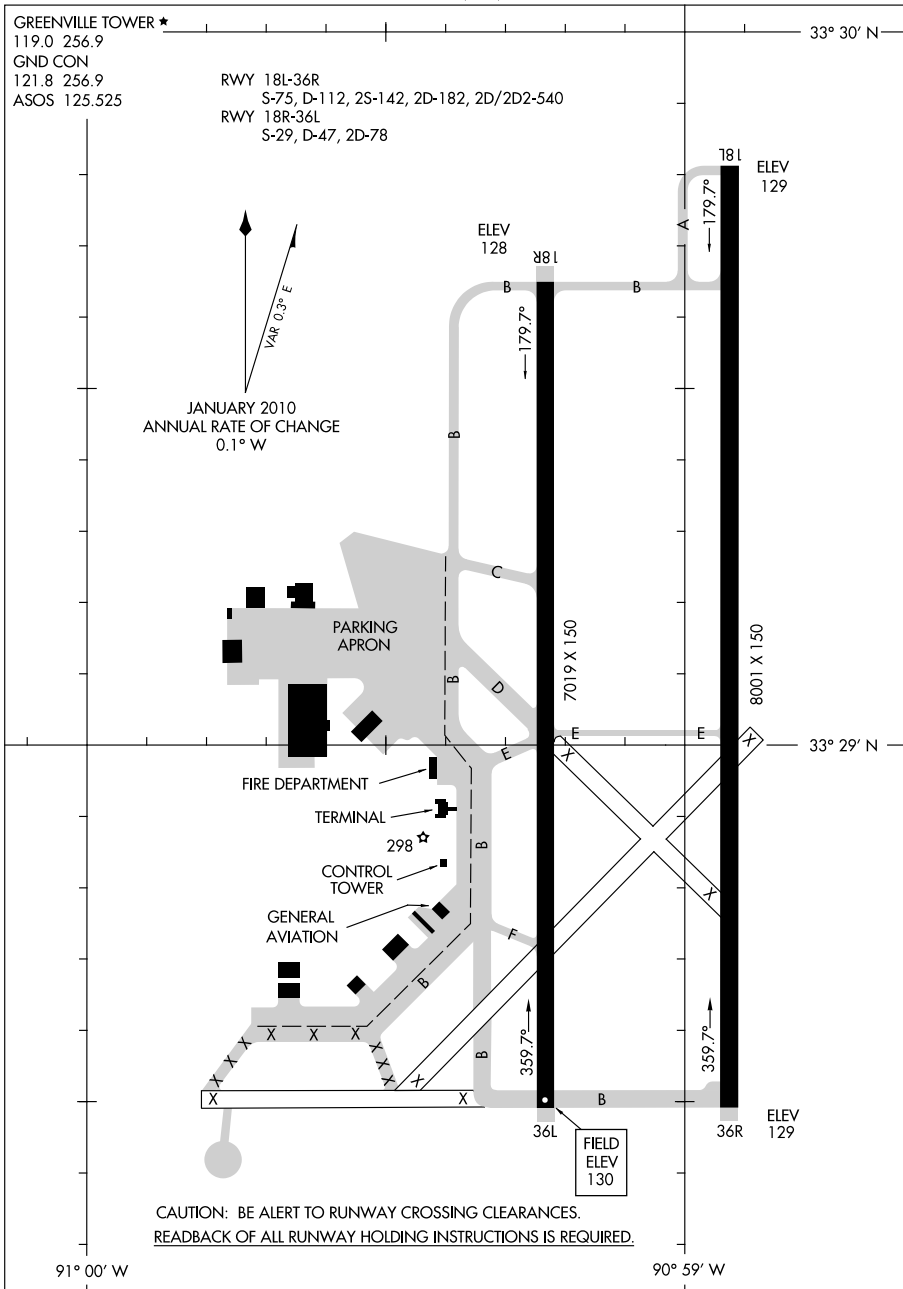 GREENVILLE TOWER ★
119.0 256.9
GND CON
121.8 256.9
ASOS 125.525
33° 30' N
RWY 18L-36R
S-75, D-112, 2S-142, 2D-182, 2D/2D2-540
RWY 18R-36L
S-29, D-47, 2D-78
18L
ELEV
129
179.7°
A
ELEV
128
18R
B
B
179.7°
VAR 0.3° E
JANUARY 2010
ANNUAL RATE OF CHANGE
0.1° W
B
C
PARKING
APRON
7019 X 150
8001 X 150
B
D
E
E
E
X
X
33° 29' N
FIRE DEPARTMENT
TERMINAL
298
B
CONTROL
TOWER
X
GENERAL
AVIATION
F
B
359.7°
359.7°
X
X
X
X
X
X
B
X
X
X
X
X
X
X
B
36L
36R
ELEV
129
FIELD
ELEV
130
CAUTION: BE ALERT TO RUNWAY CROSSING CLEARANCES.
READBACK OF ALL RUNWAY HOLDING INSTRUCTIONS IS REQUIRED.
91° 00' W
90° 59' W